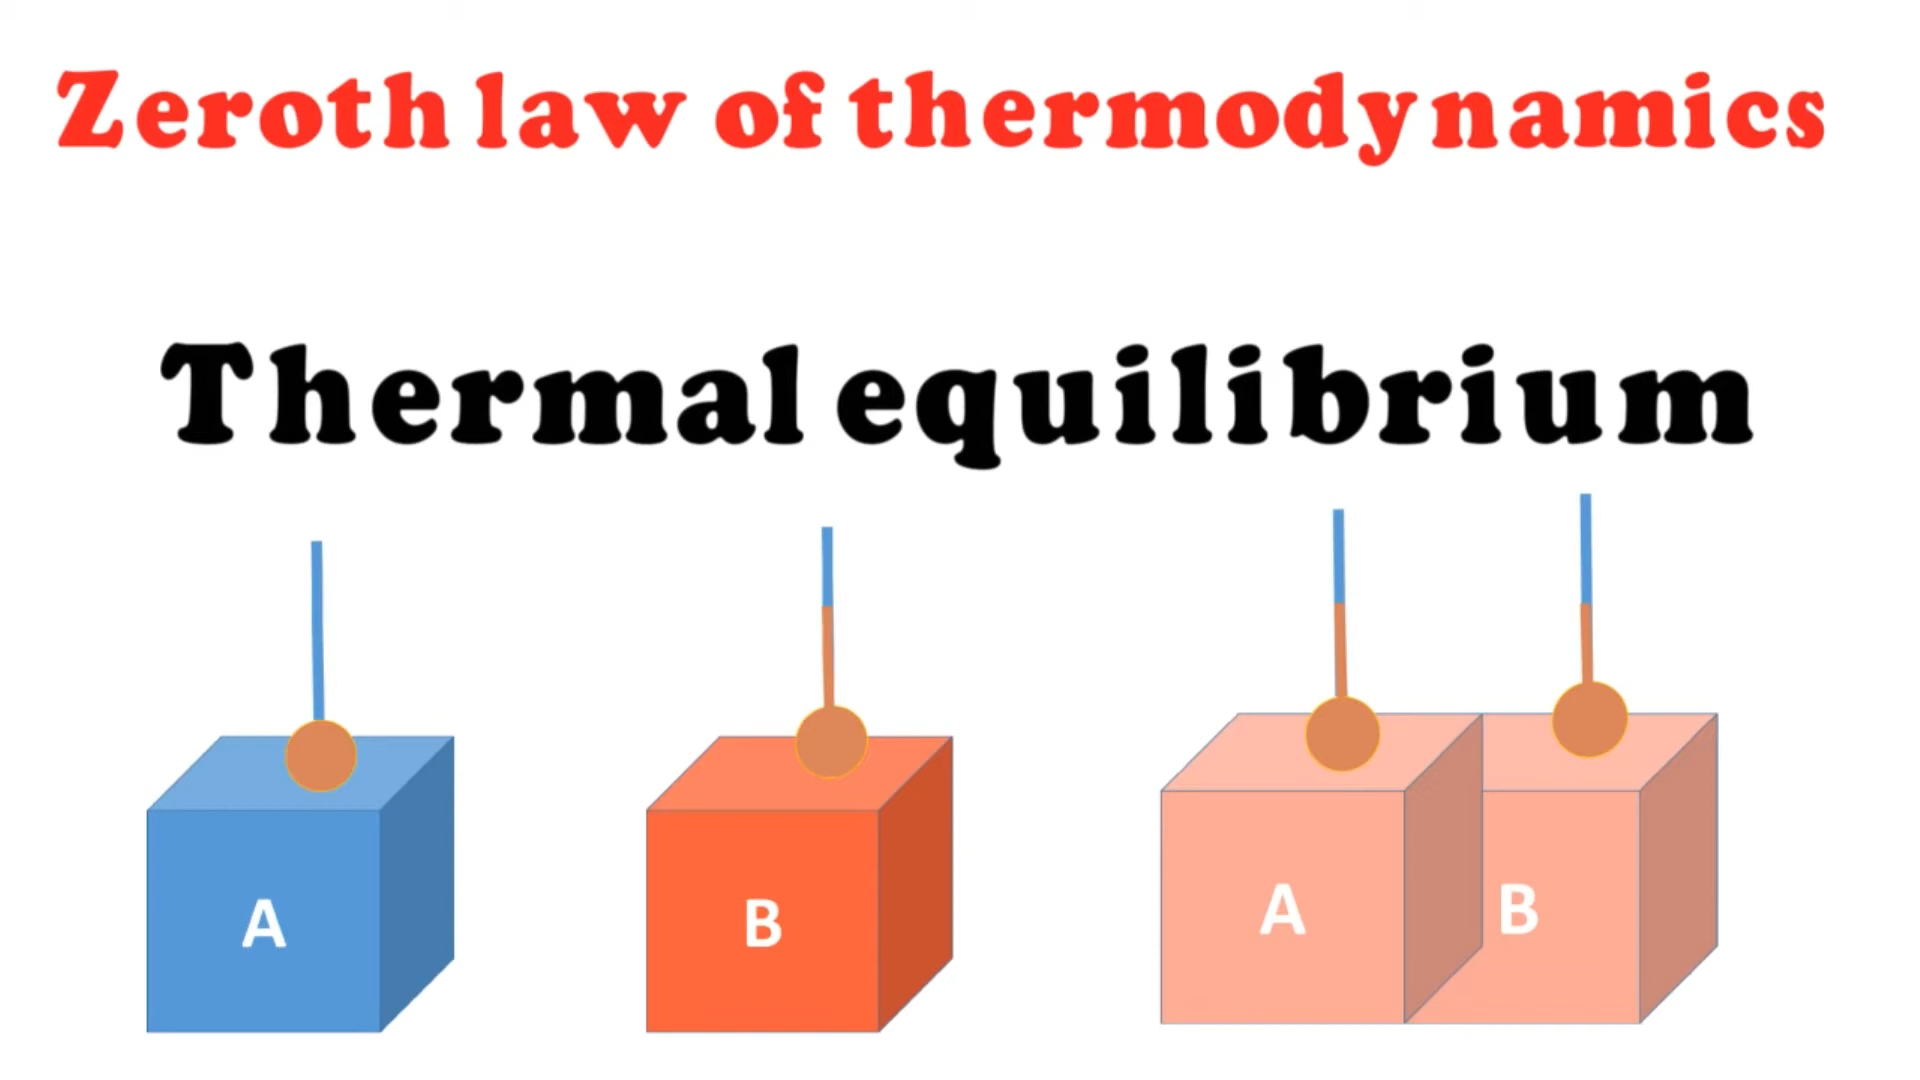 Zeroth law of thermodynamics
Thermal equilibrium
A
B
A
B